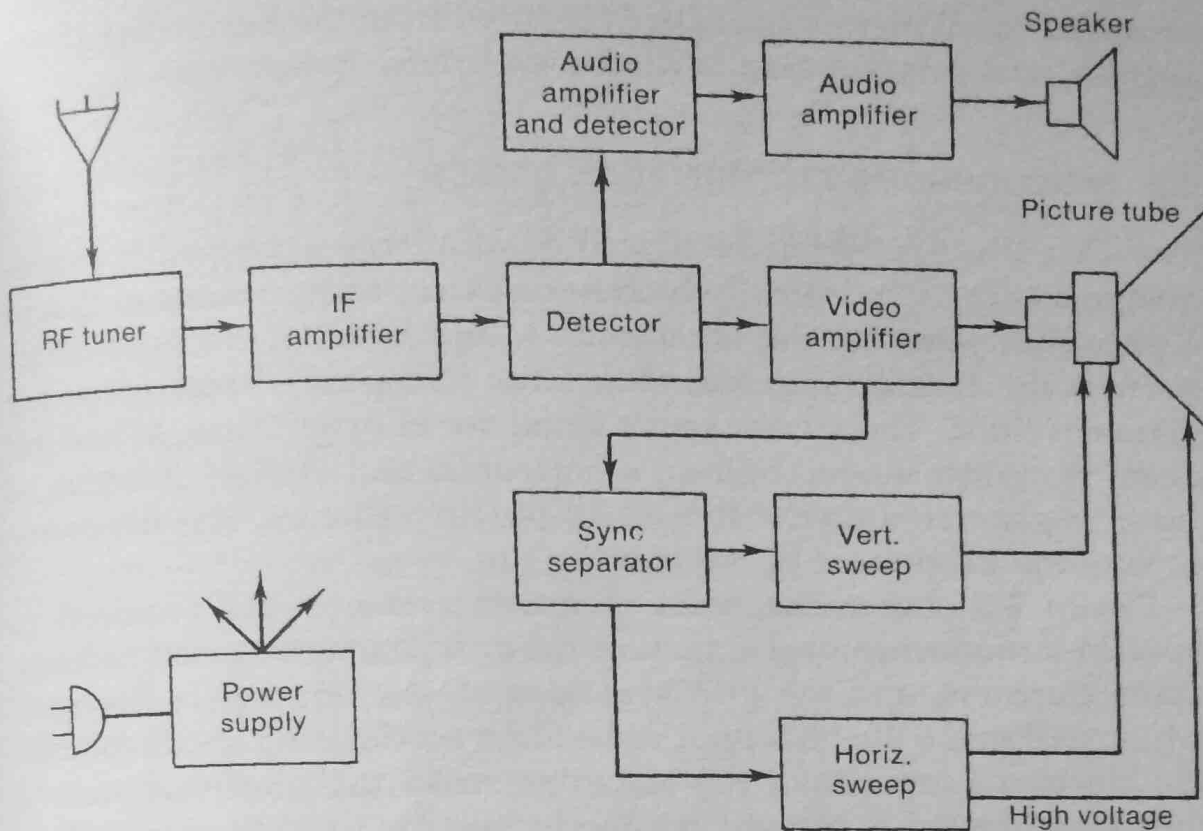 Speaker
Audio
amplifier
and detector
Audio
amplifier
Picture tube
RF tuner
IF
amplifier
Detector
Video
amplifier
Sync
separator
Vert.
sweep
Power
supply
Horiz.
sweep
High voltage